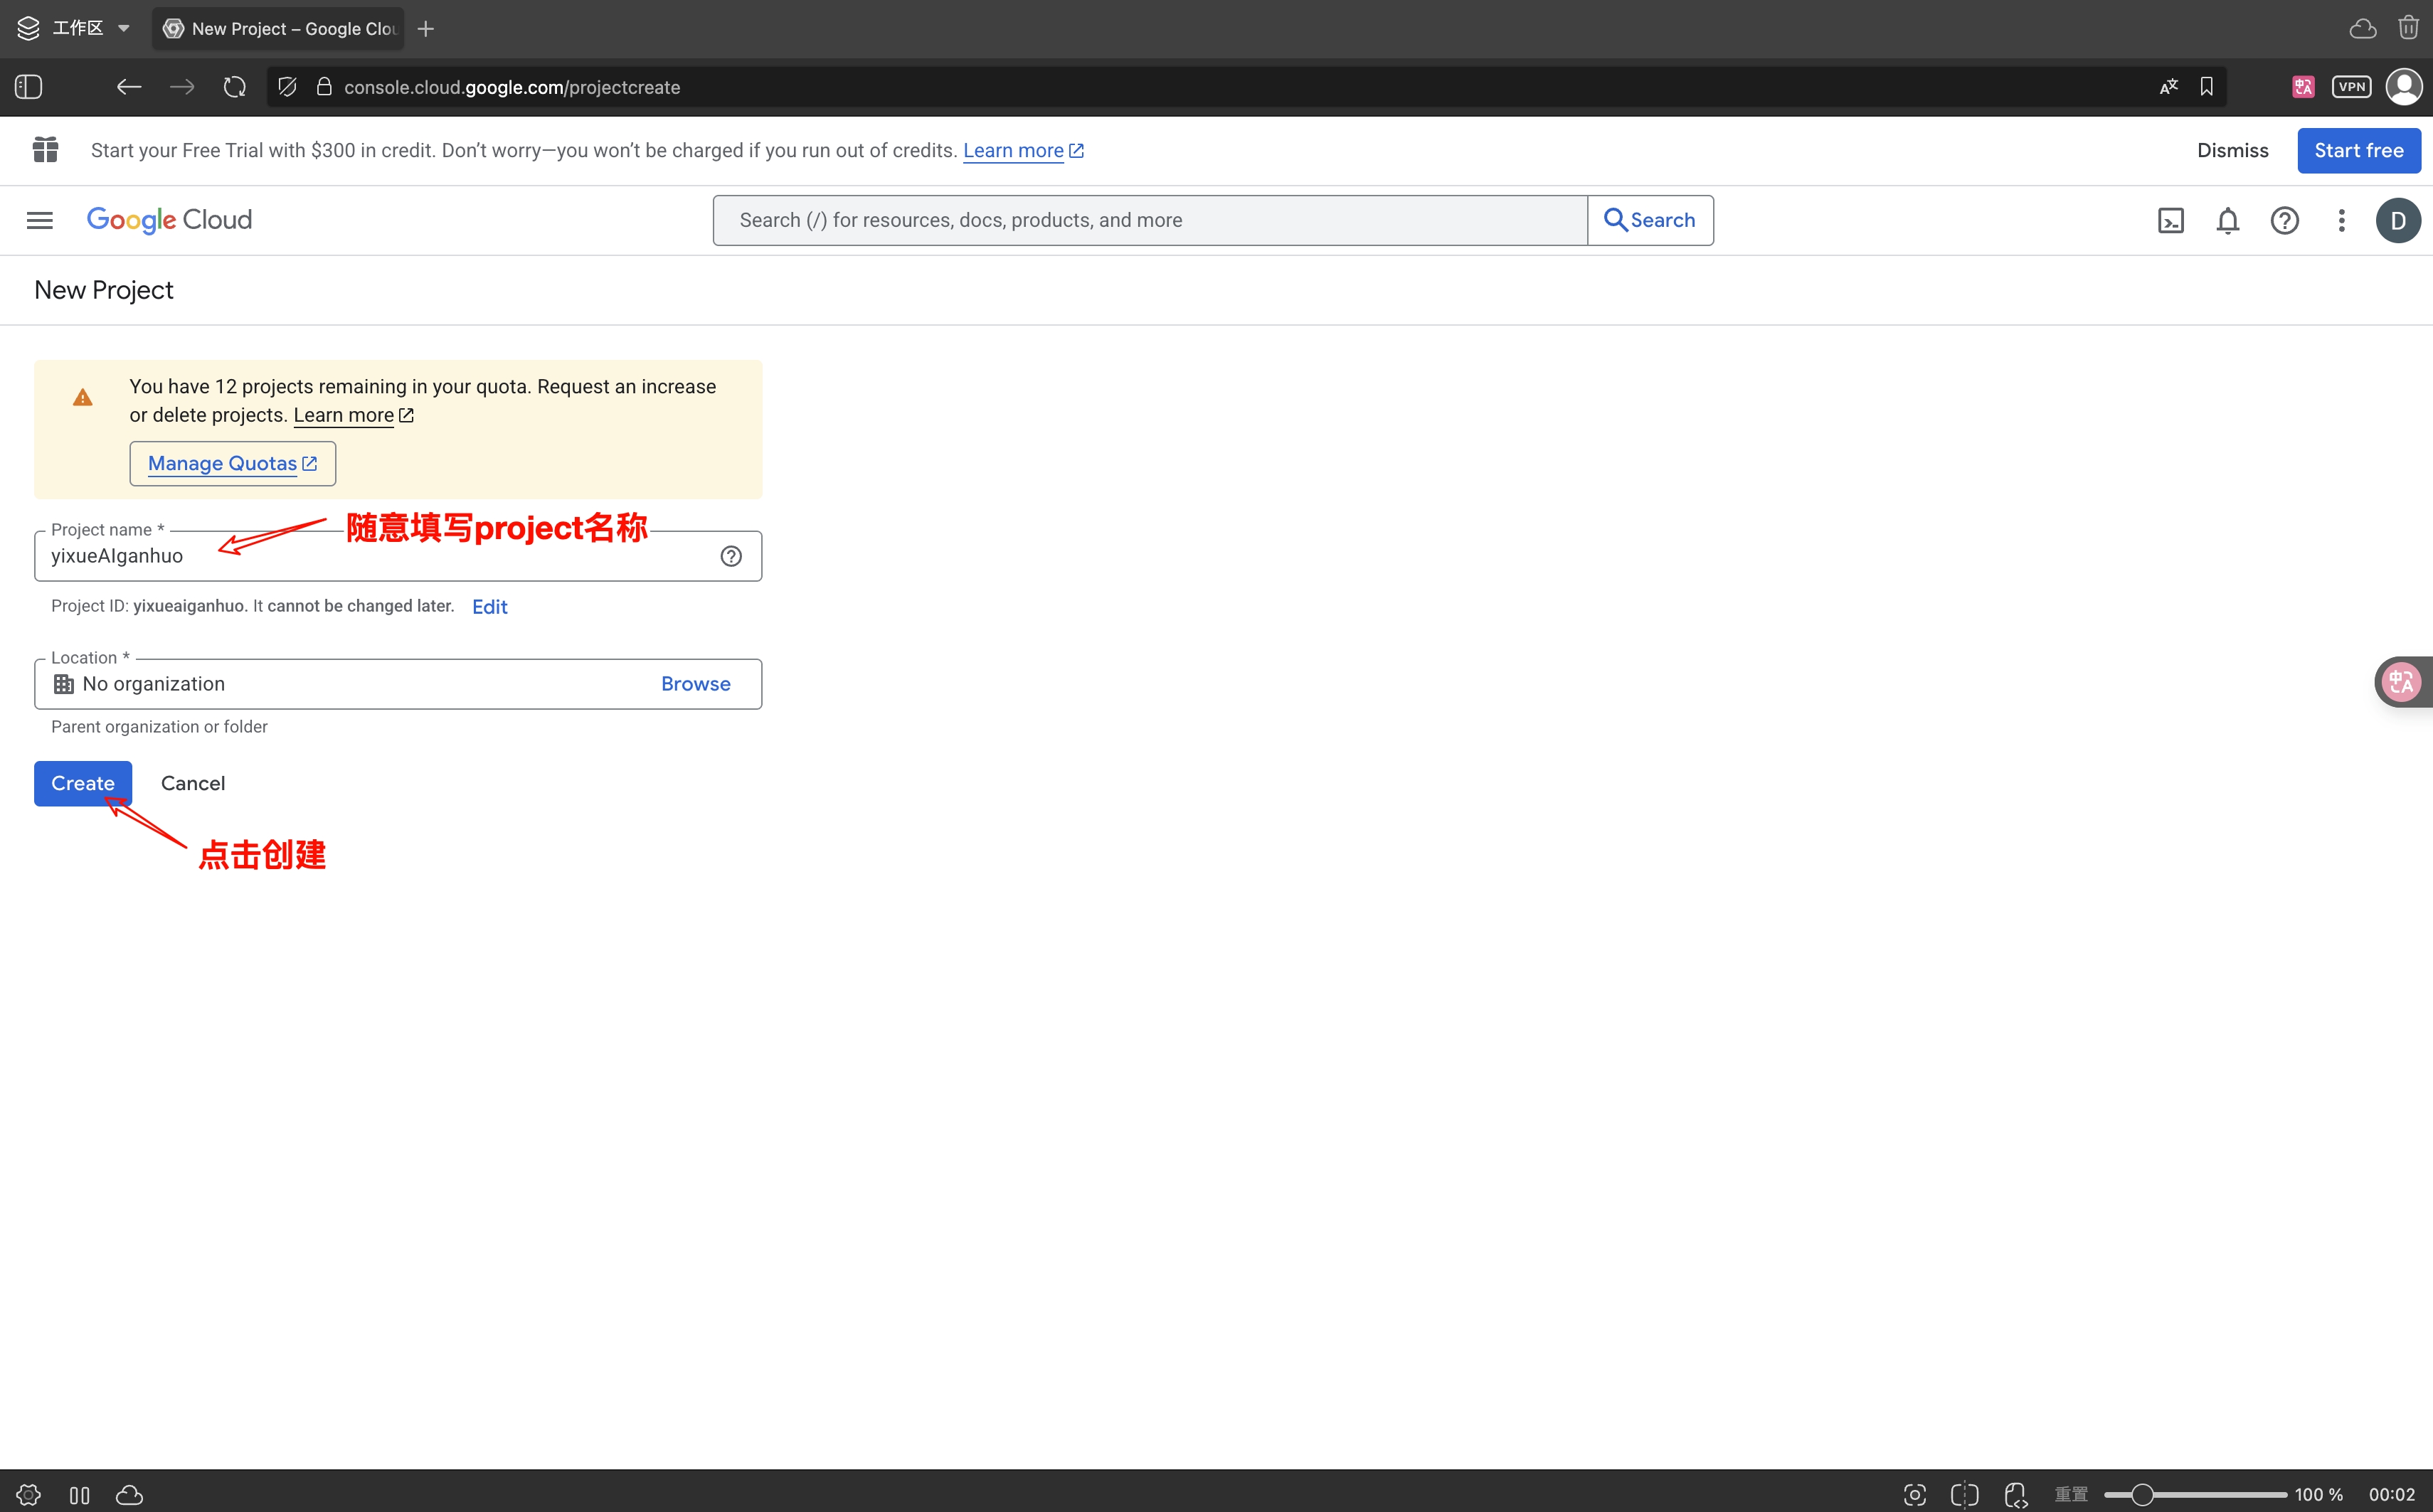 工作区
New Project – Google Clou
console.cloud.google.com/projectcreate
VPN
Start your Free Trial with $300 in credit. Don’t worry—you won’t be charged if you run out of credits. Learn more
Dismiss
Start free
Google Cloud
Search (/) for resources, docs, products, and more
Search
D
New Project
You have 12 projects remaining in your quota. Request an increase
or delete projects. Learn more
Manage Quotas
Project name *
随意填写project名称
yixueAIganhuo
Project ID: yixueaiganhuo. It cannot be changed later. Edit
Location *
No organization
Browse
Parent organization or folder
Create
Cancel
点击创建
重置
100 %
00:02